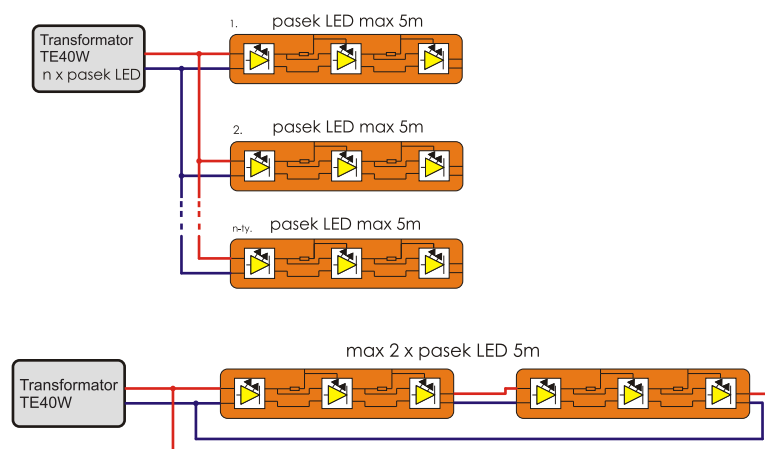 1. pasek LED max 5m
Transformator
TE40W
n x pasek LED
2. pasek LED max 5m
n-ty. pasek LED max 5m
max 2 x pasek LED 5m
Transformator
TE40W